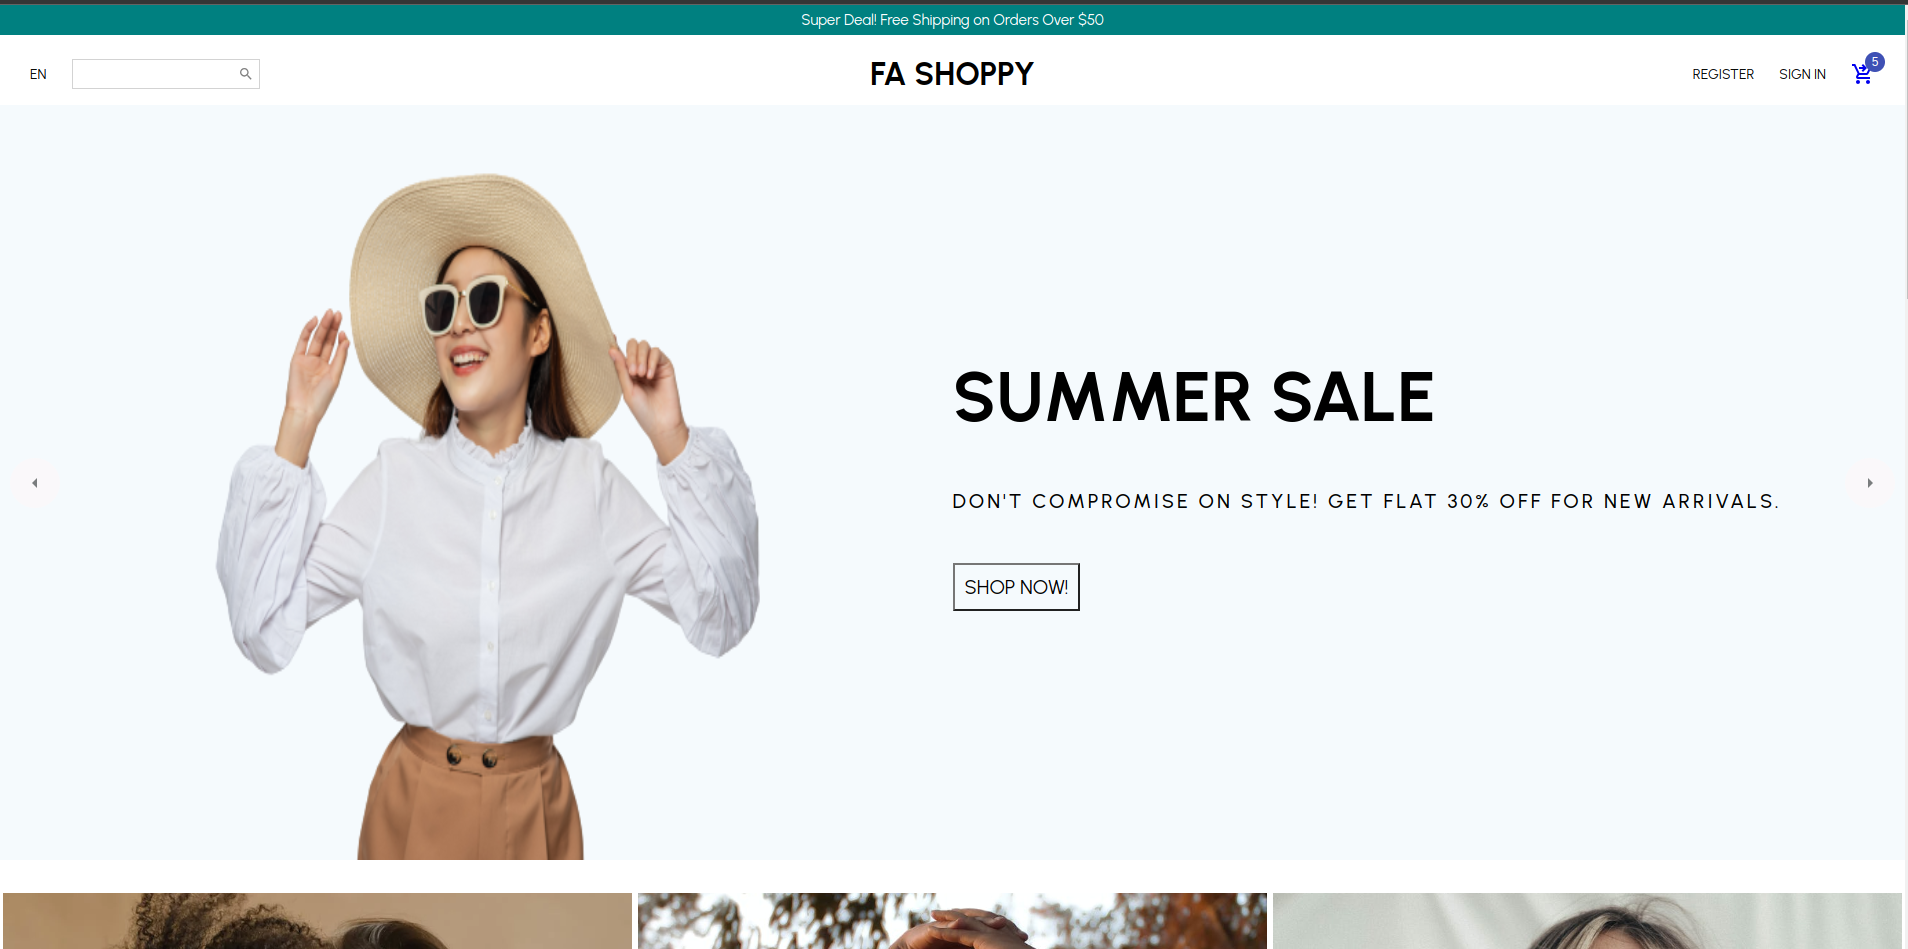 Super Deal! Free Shipping on Orders Over $50
EN
FA SHOPPY
REGISTER
SIGN IN
5
SUMMER SALE
DON'T COMPROMISE ON STYLE! GET FLAT 30% OFF FOR NEW ARRIVALS.
SHOP NOW!